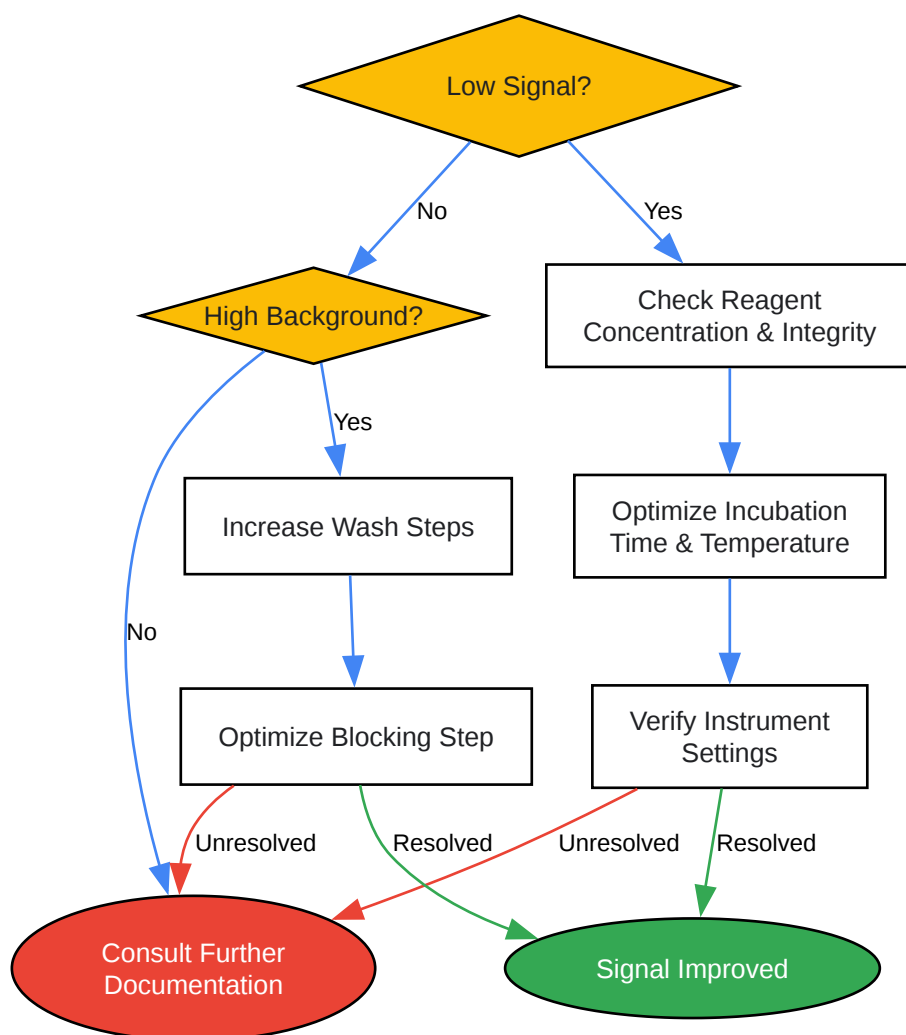 Low Signal?
No
Yes
High Background?
Check Reagent
Concentration & Integrity
Yes
Increase Wash Steps
Optimize Incubation
Time & Temperature
No
Optimize Blocking Step
Verify Instrument
Settings
Unresolved
Resolved
Unresolved
Resolved
Consult Further
Documentation
Signal Improved